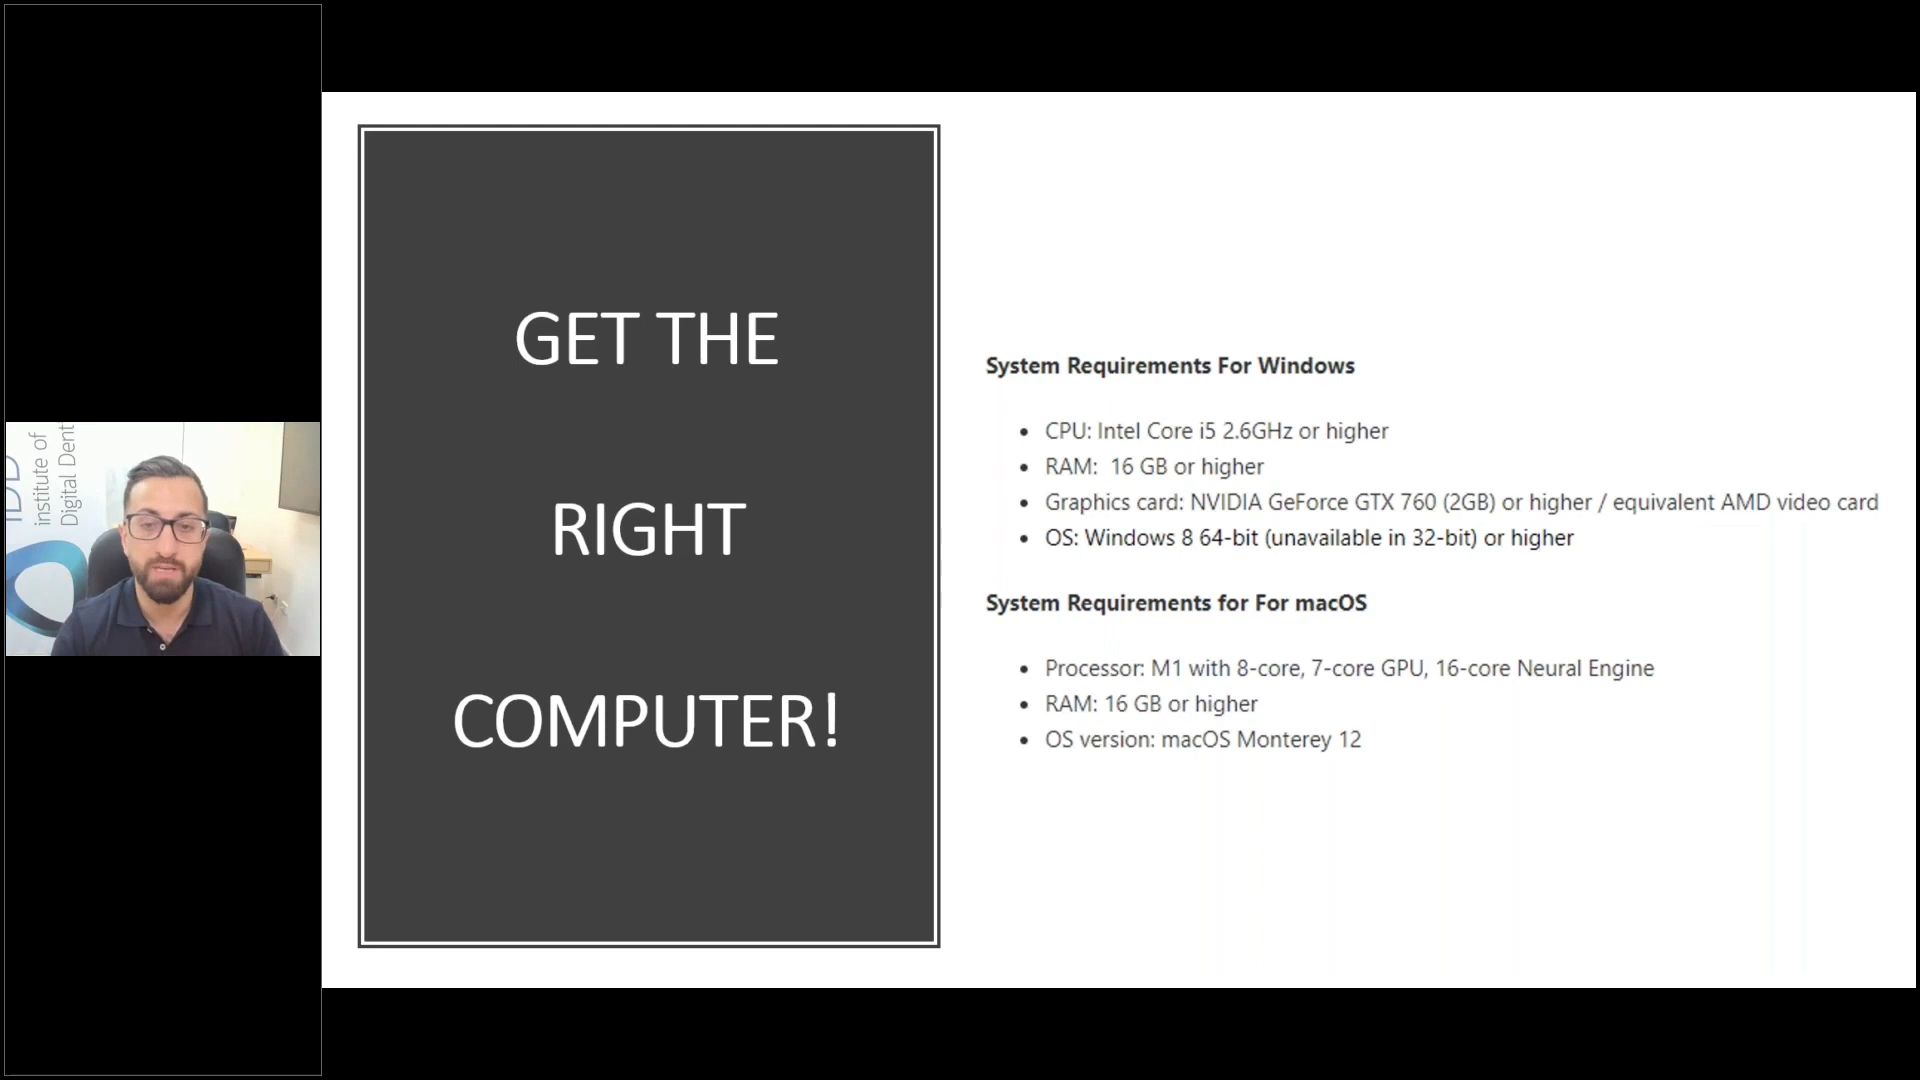 IDD
institute of
Digital Dent
GET THE
RIGHT
COMPUTER!
System Requirements For Windows
• CPU: Intel Core i5 2.6GHz or higher
• RAM:  16 GB or higher
• Graphics card: NVIDIA GeForce GTX 760 (2GB) or higher / equivalent AMD video card
• OS: Windows 8 64-bit (unavailable in 32-bit) or higher
System Requirements for For macOS
• Processor: M1 with 8-core, 7-core GPU, 16-core Neural Engine
• RAM: 16 GB or higher
• OS version: macOS Monterey 12